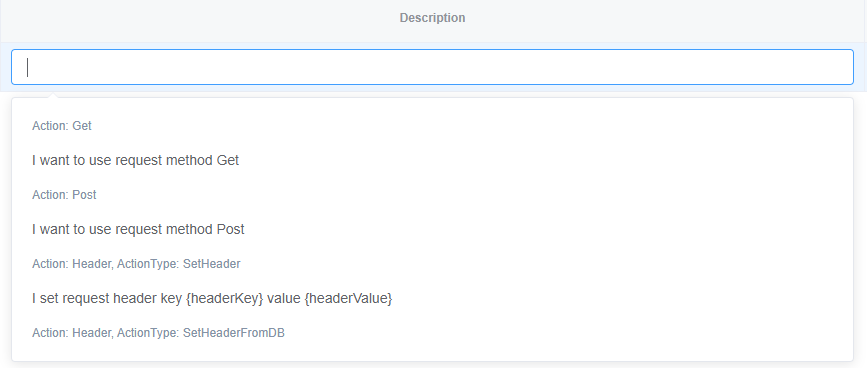 Description
Action: Get
I want to use request method Get
Action: Post
I want to use request method Post
Action: Header, ActionType: SetHeader
I set request header key {headerKey} value {headerValue}
Action: Header, ActionType: SetHeaderFromDB